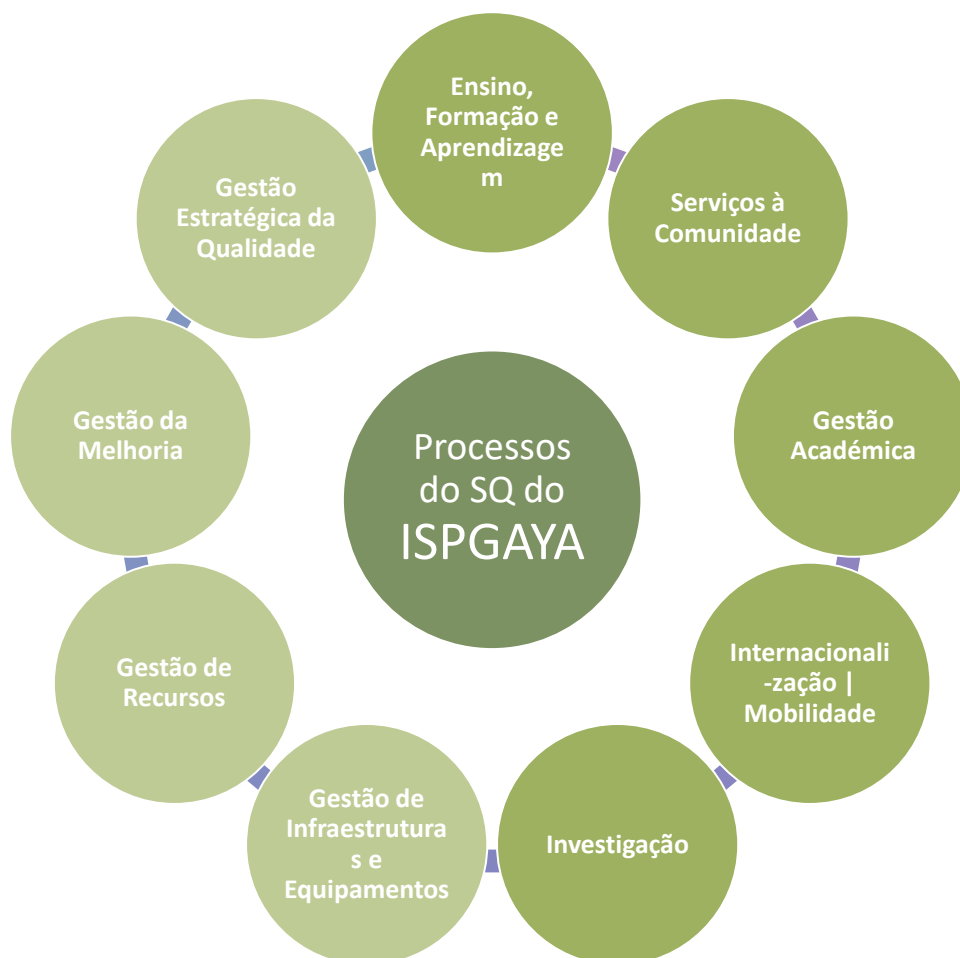 Ensino,
Formação e
Aprendizage
m
Serviços à
Comunidade
Gestão
Académica
Internacionali
-zação |
Mobilidade
Investigação
Gestão de
Infraestrutura
s e
Equipamentos
Gestão de
Recursos
Gestão da
Melhoria
Gestão
Estratégica da
Qualidade
Processos
do SQ do
ISPGAYA